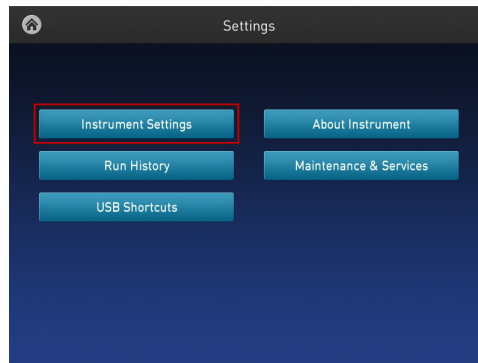 Settings
Instrument Settings
About Instrument
Run History
Maintenance & Services
USB Shortcuts